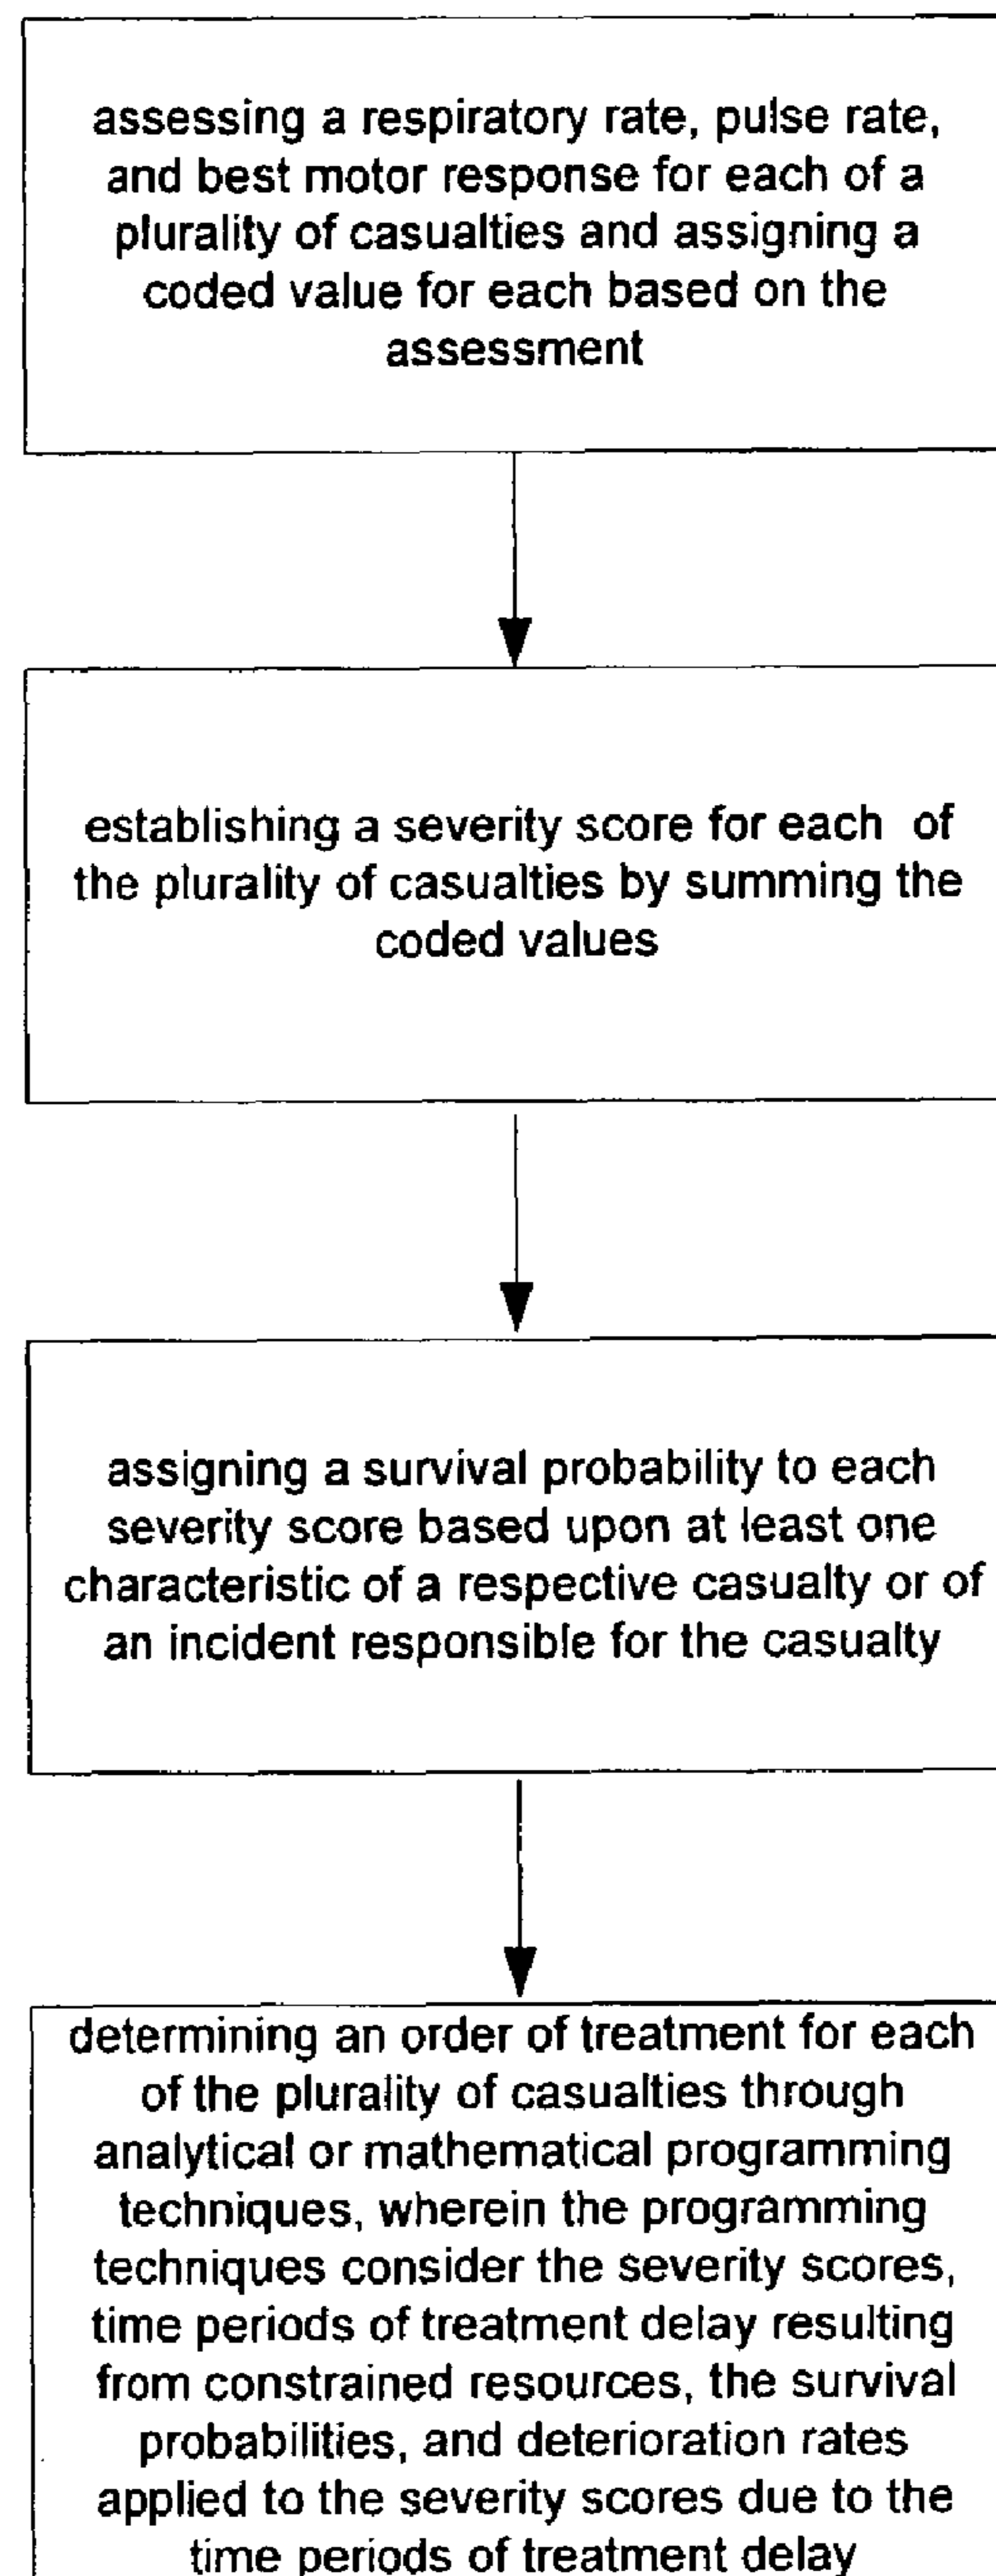 assessing a respiratory rate, pulse rate,
and best motor response for each of a
plurality of casualties and assigning a
coded value for each based on the
assessment
establishing a severity score for each of
the plurality of casualties by summing the
coded values
assigning a survival probability to each
severity score based upon at least one
characteristic of a respective casualty or of
an incident responsible for the casualty
determining an order of treatment for each
of the plurality of casualties through
analytical or mathematical programming
techniques, wherein the programming
techniques consider the severity scores,
time periods of treatment delay resulting
from constrained resources, the survival
probabilities, and deterioration rates
applied to the severity scores due to the
time periods of treatment delay